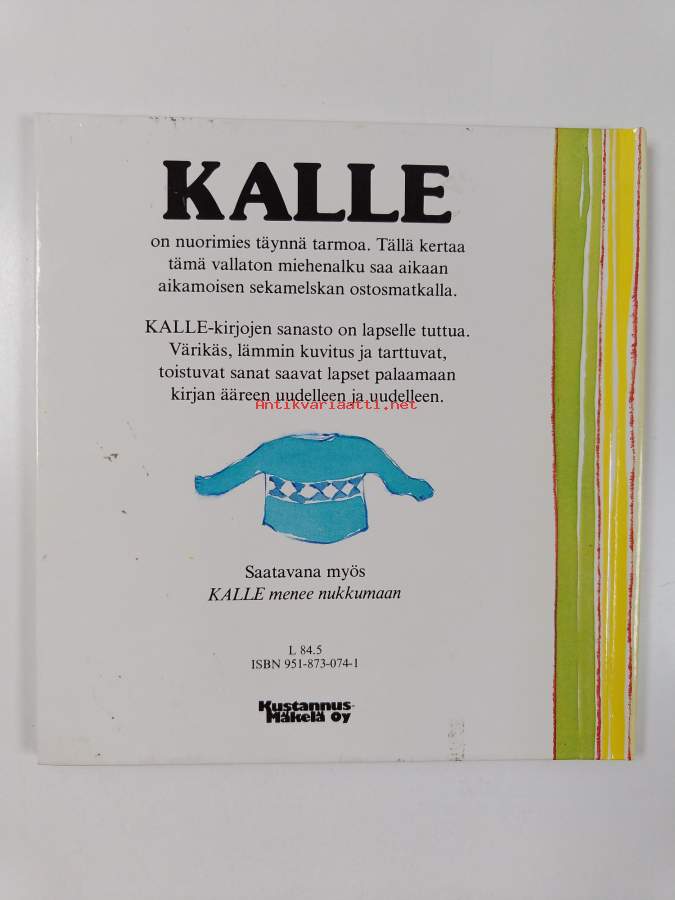 KALLE
on nuorimies täynnä tarmoa. Tällä kertaa
tämä vallaton miehenalku saa aikaan
aikamoisen sekamelskan ostosmatkalla.
KALLE-kirjojen sanasto on lapselle tuttua.
Värikäs, lämmin kuvitus ja tarttuvat,
toistuvat sanat saavat lapset palaamaan
kirjan ääreen uudelleen ja uudelleen.
Antikvariaatti.net
Saatavana myös
KALLE menee nukkumaan
L 84.5
ISBN 951-873-074-1
Kustannus-
Mäkelä Oy